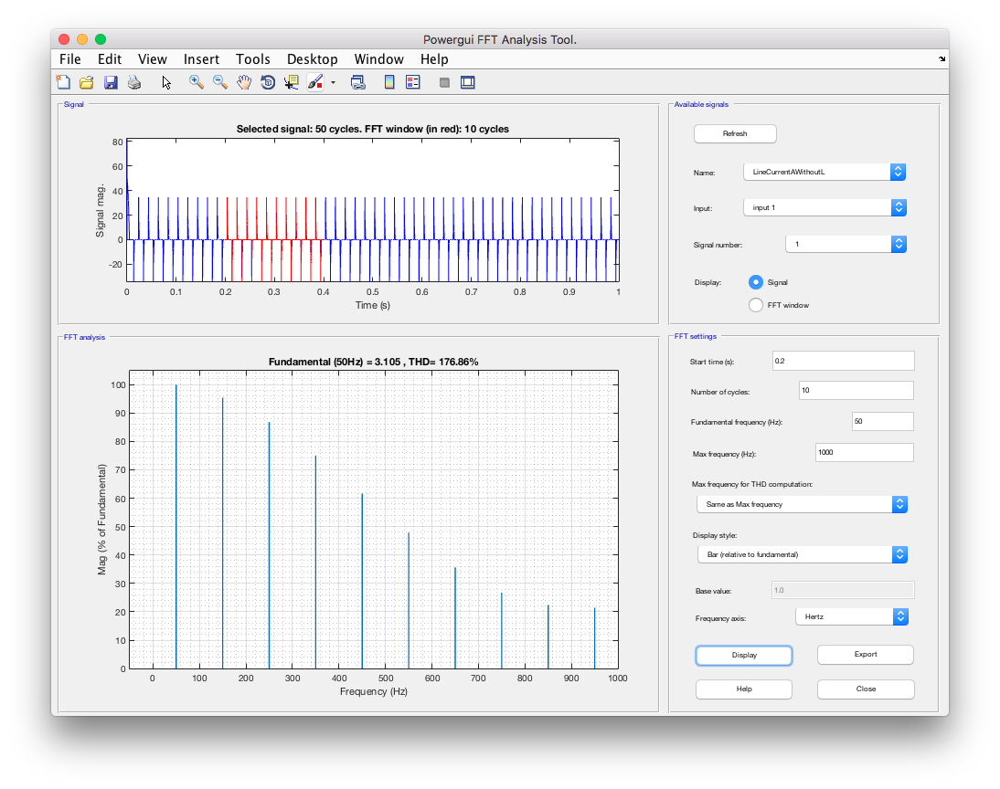 Powergui FFT Analysis Tool.
File Edit View Insert Tools Desktop Window Help
Signal
Selected signal: 50 cycles. FFT window (in red): 10 cycles
Signal mag.
80
60
40
20
0
-20
0 0.1 0.2 0.3 0.4 0.5 0.6 0.7 0.8 0.9 1
Time (s)
FFT analysis
Fundamental (50Hz) = 3.105 , THD= 176.86%
Mag (% of Fundamental)
100
90
80
70
60
50
40
30
20
10
0
0 100 200 300 400 500 600 700 800 900 1000
Frequency (Hz)
Available signals
Refresh
Name: LineCurrentAWithoutL
Input: input 1
Signal number: 1
Display: Signal
FFT window
FFT settings
Start time (s): 0.2
Number of cycles: 10
Fundamental frequency (Hz): 50
Max frequency (Hz): 1000
Max frequency for THD computation:
Same as Max frequency
Display style:
Bar (relative to fundamental)
Base value: 1.0
Frequency axis: Hertz
Display Export
Help Close